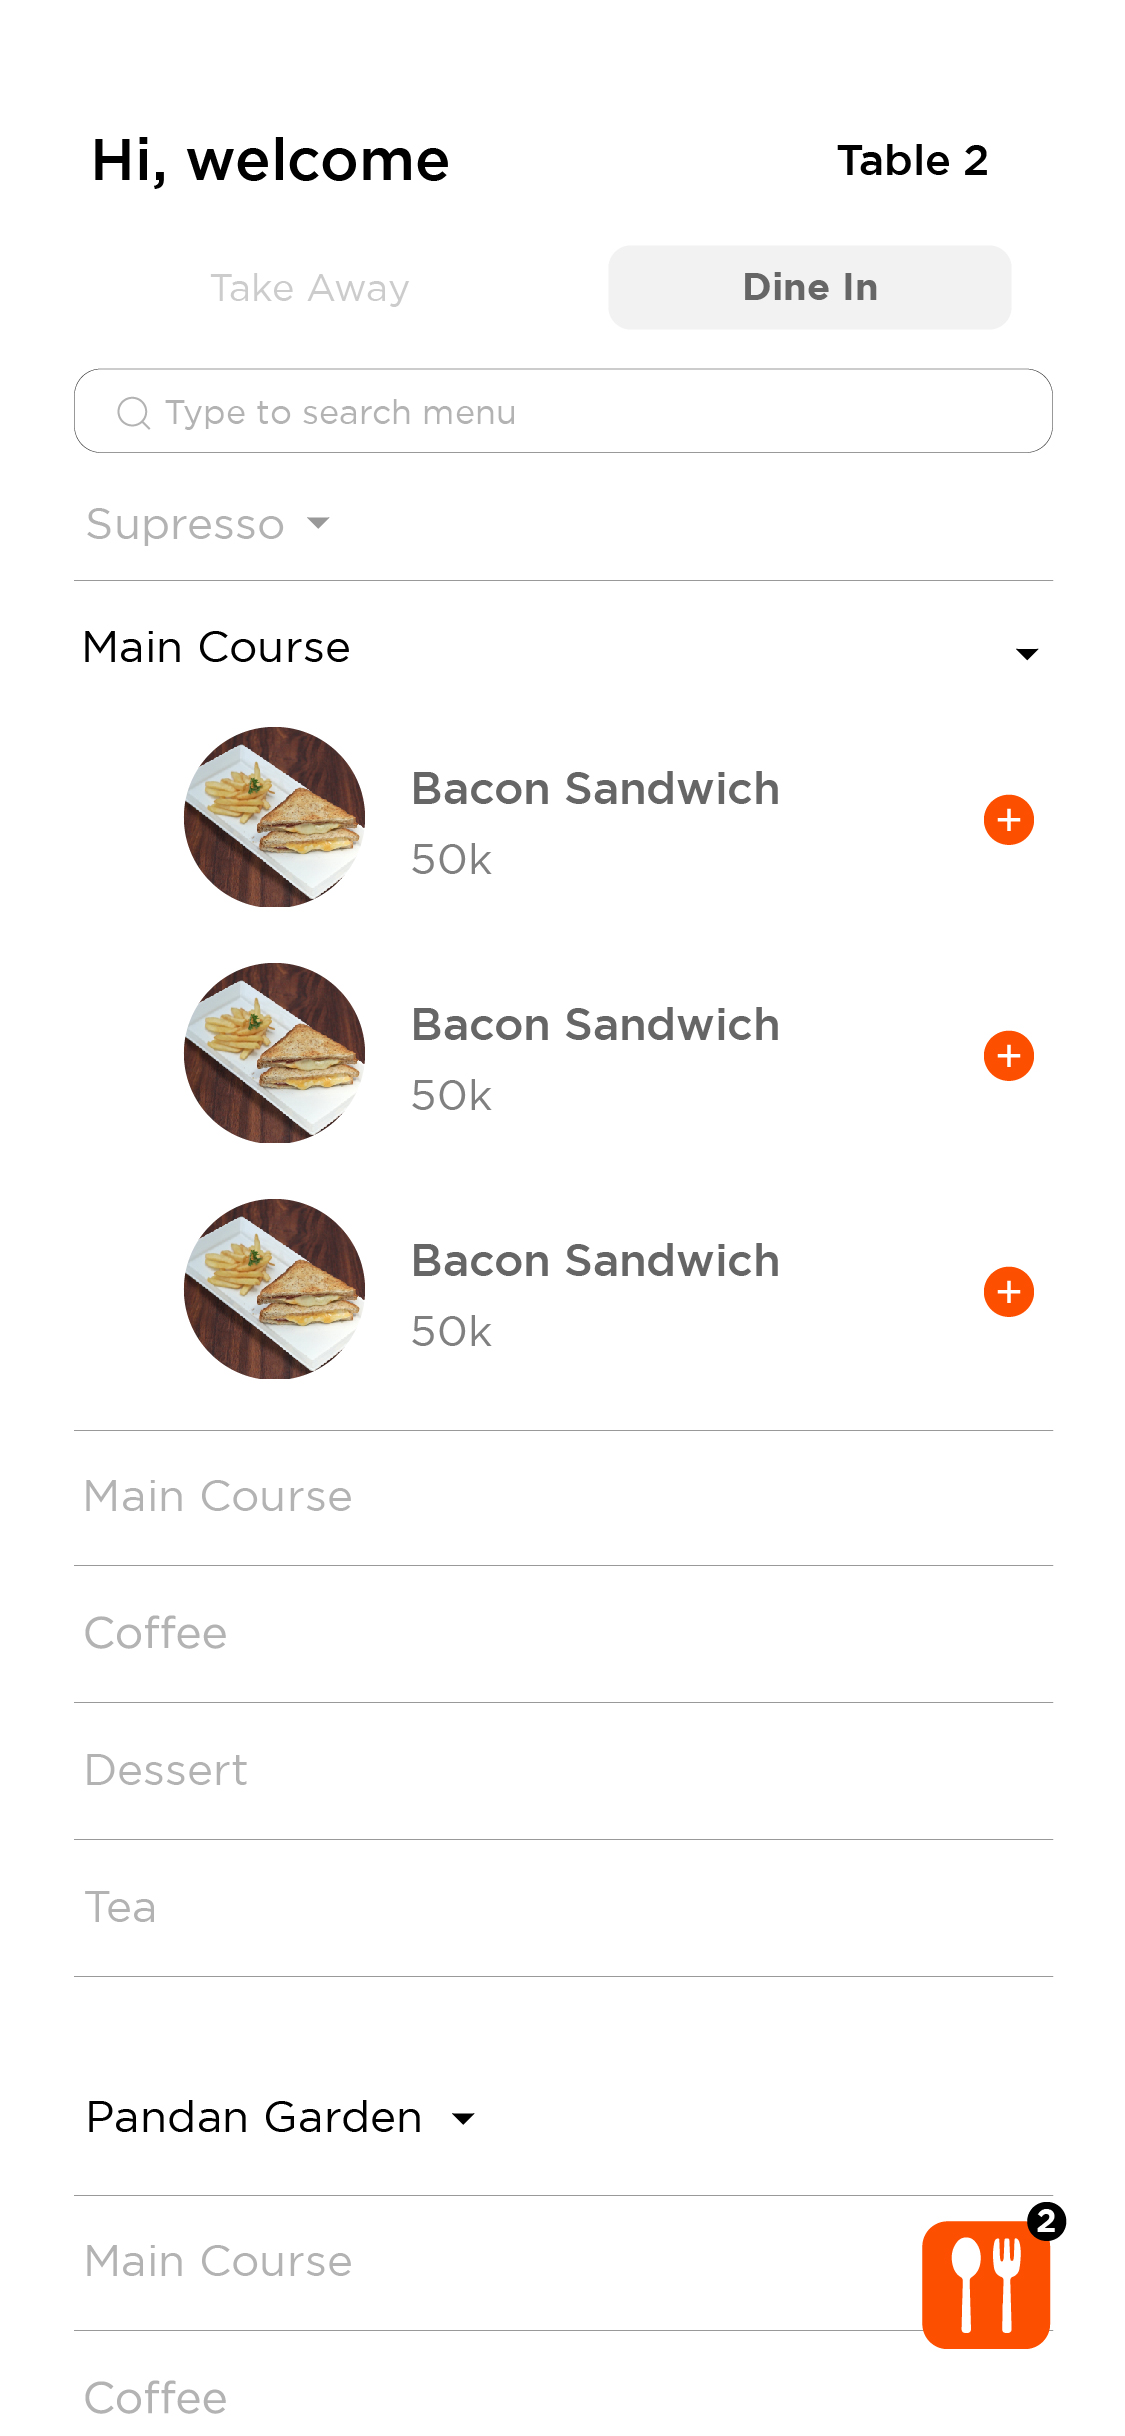 Hi, welcome
Table 2
Take Away
Dine In
Type to search menu
Supresso
Main Course
Bacon Sandwich
50k
Bacon Sandwich
50k
Bacon Sandwich
50k
Main Course
Coffee
Dessert
Tea
Pandan Garden
2
Main Course
Coffee